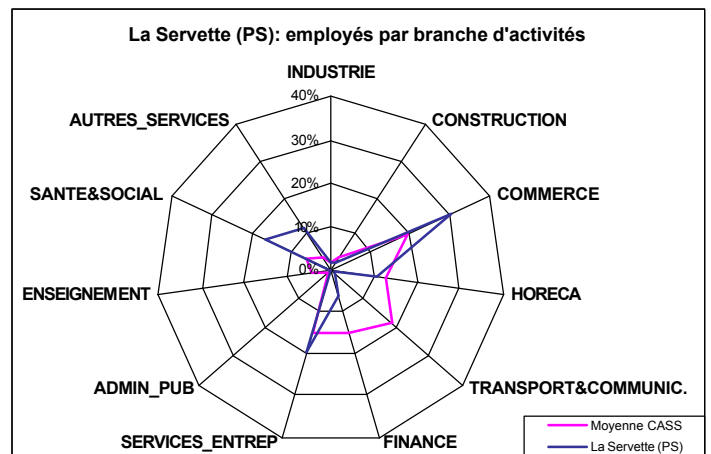 La Servette (PS): employés par branche d'activités
INDUSTRIE
40%
AUTRES_SERVICES
CONSTRUCTION
30%
SANTE&SOCIAL
20%
COMMERCE
10%
0%
ENSEIGNEMENT
HORECA
ADMIN_PUB
TRANSPORT&COMMUNIC.
SERVICES_ENTREP
FINANCE
Moyenne CASS
La Servette (PS)